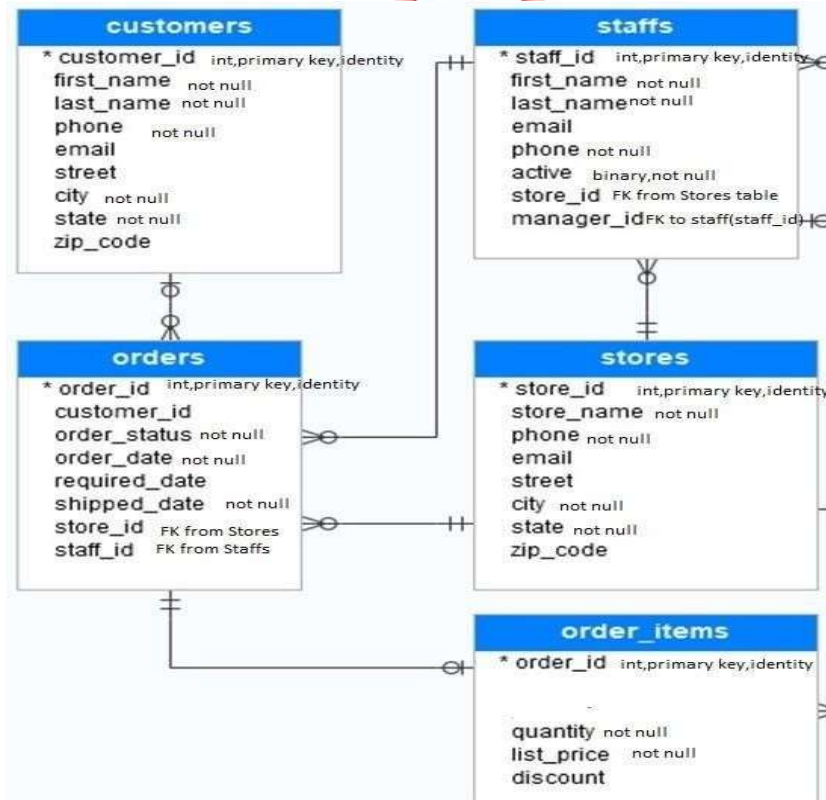 customers
* customer_id int,primary key,identity
first_name not null
last_name not null
phone not null
email
street
city not null
state not null
zip_code
staffs
* staff_id int,primary key,identity
first_name not null
last_name not null
email
phone not null
active binary,not null
store_id FK from Stores table
manager_id FK to staff(staff_id)
orders
* order_id int,primary key,identity
customer_id
order_status not null
order_date not null
required_date
shipped_date not null
store_id FK from Stores
staff_id FK from Staffs
stores
* store_id int,primary key,identity
store_name not null
phone not null
email
street
city not null
state not null
zip_code
order_items
* order_id int,primary key,identity
quantity not null
list_price not null
discount